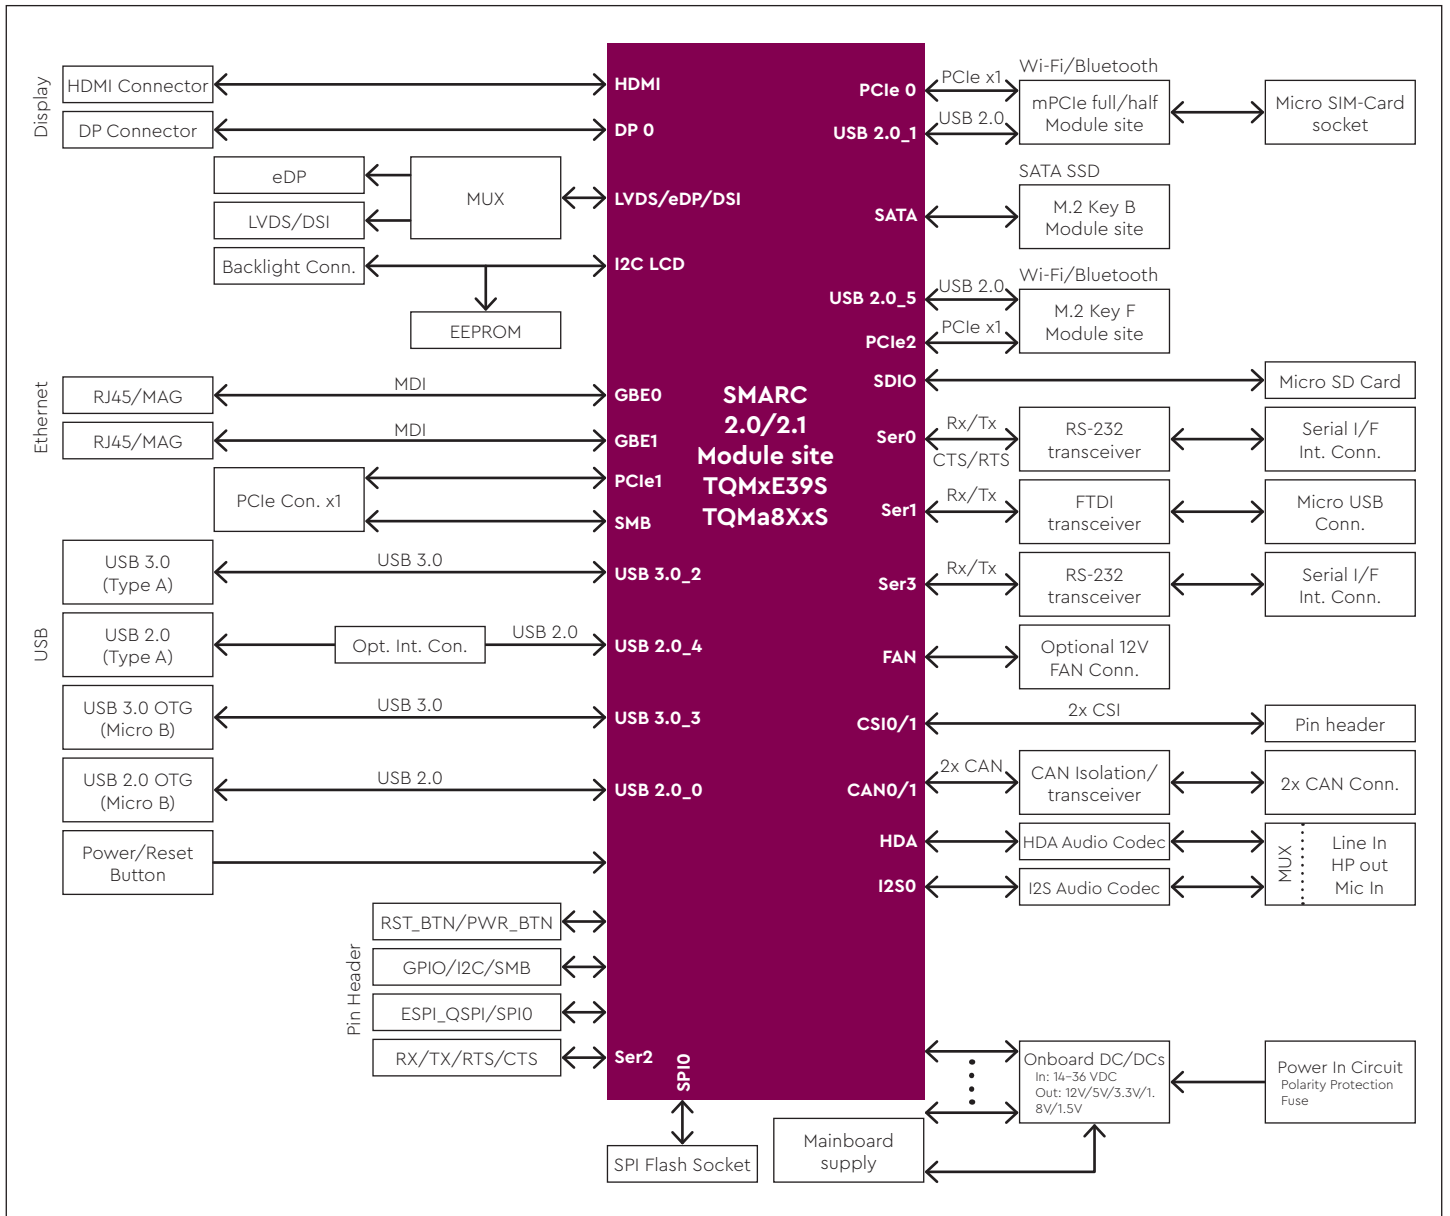 Display
HDMI Connector
DP Connector
eDP
LVDS/DSI
MUX
Backlight Conn.
EEPROM
Ethernet
RJ45/MAG
MDI
RJ45/MAG
MDI
PCIe Con. x1
USB
USB 3.0
(Type A)
USB 3.0
USB 2.0
(Type A)
Opt. Int. Con.
USB 2.0
USB 3.0 OTG
(Micro B)
USB 3.0
USB 2.0 OTG
(Micro B)
USB 2.0
Power/Reset
Button
Pin Header
RST_BTN/PWR_BTN
GPIO/I2C/SMB
ESPI_QSPI/SPI0
RX/TX/RTS/CTS
HDMI
DP 0
LVDS/eDP/DSI
I2C LCD
GBE0
GBE1
PCIe1
SMB
USB 3.0_2
USB 2.0_4
USB 3.0_3
USB 2.0_0
Ser2
SPI0
SMARC
2.0/2.1
Module site
TQMxE39S
TQMa8XxS
PCIe 0
USB 2.0_1
SATA
USB 2.0_5
PCIe2
SDIO
Ser0
Ser1
Ser3
FAN
CSI0/1
CAN0/1
HDA
I2S0
Wi-Fi/Bluetooth
PCIe x1
USB 2.0
mPCIe full/half
Module site
Micro SIM-Card
socket
SATA SSD
M.2 Key B
Module site
Wi-Fi/Bluetooth
USB 2.0
PCIe x1
M.2 Key F
Module site
Micro SD Card
Rx/Tx
CTS/RTS
RS-232
transceiver
Serial I/F
Int. Conn.
Rx/Tx
FTDI
transceiver
Micro USB
Conn.
Rx/Tx
RS-232
transceiver
Serial I/F
Int. Conn.
Optional 12V
FAN Conn.
2x CSI
Pin header
2x CAN
CAN Isolation/
transceiver
2x CAN Conn.
HDA Audio Codec
I2S Audio Codec
MUX
Line In
HP out
Mic In
Onboard DC/DCs
In: 14-36 VDC
Out: 12V/5V/3.3V/1.
8V/1.5V
Power In Circuit
Polarity Protection
Fuse
Mainboard
supply
SPI Flash Socket